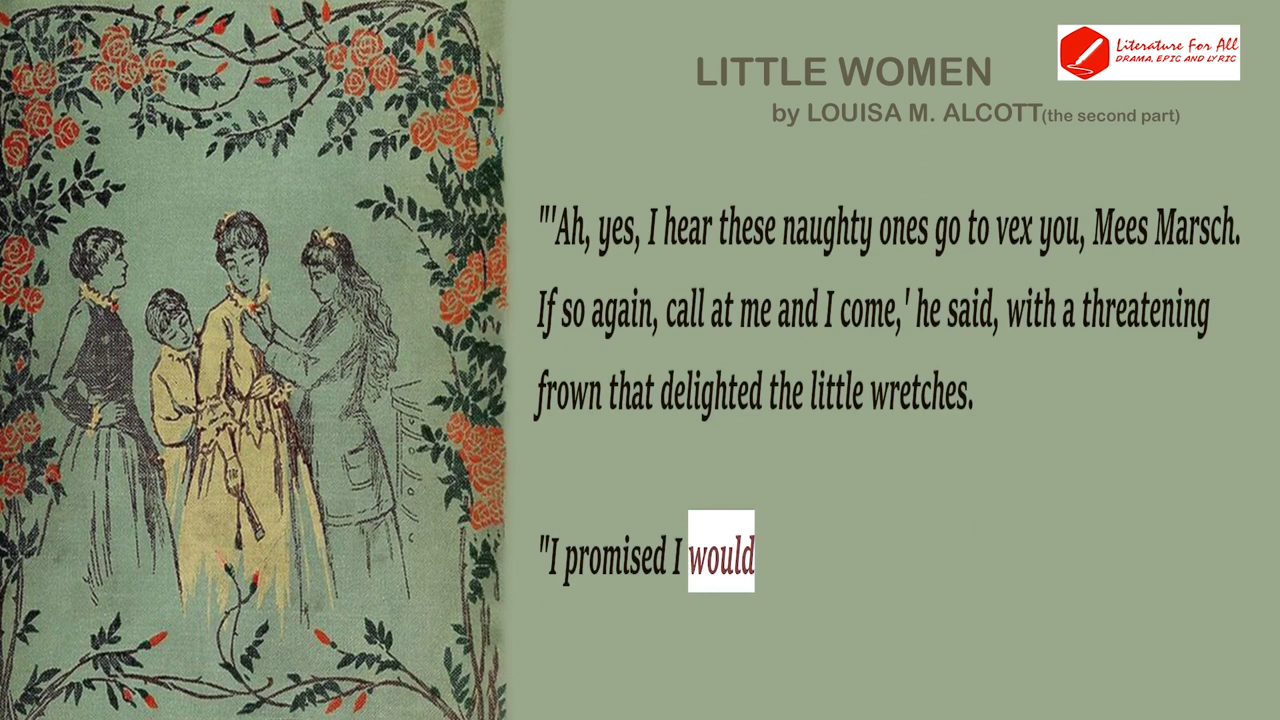 LITTLE WOMEN
by LOUISA M. ALCOTT(the second part)
Literature For All
DRAMA, EPIC AND LYRIC
"'Ah, yes, I hear these naughty ones go to vex you, Mees Marsch.
If so again, call at me and I come,' he said, with a threatening
frown that delighted the little wretches.
"I promised I would